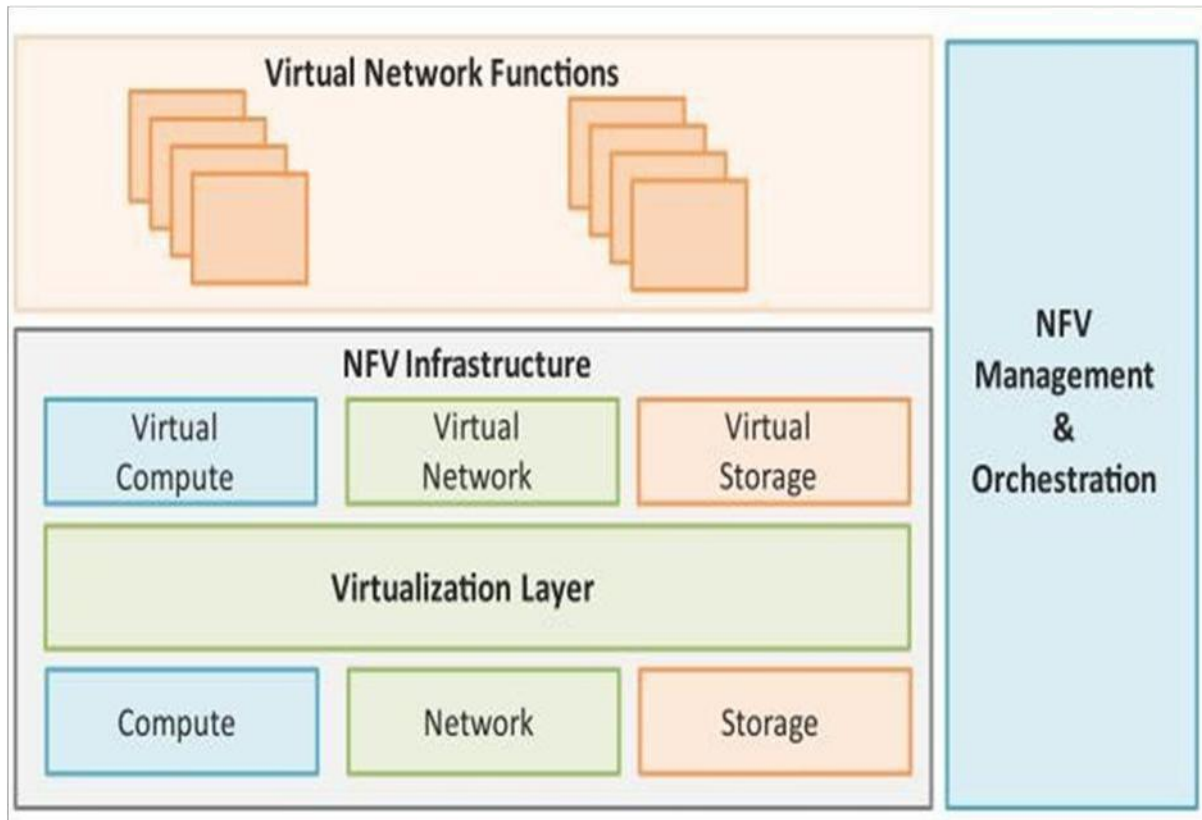 Virtual Network Functions
NFV Infrastructure
Virtual
Compute
Virtual
Network
Virtual
Storage
Virtualization Layer
Compute
Network
Storage
NFV
Management
&
Orchestration